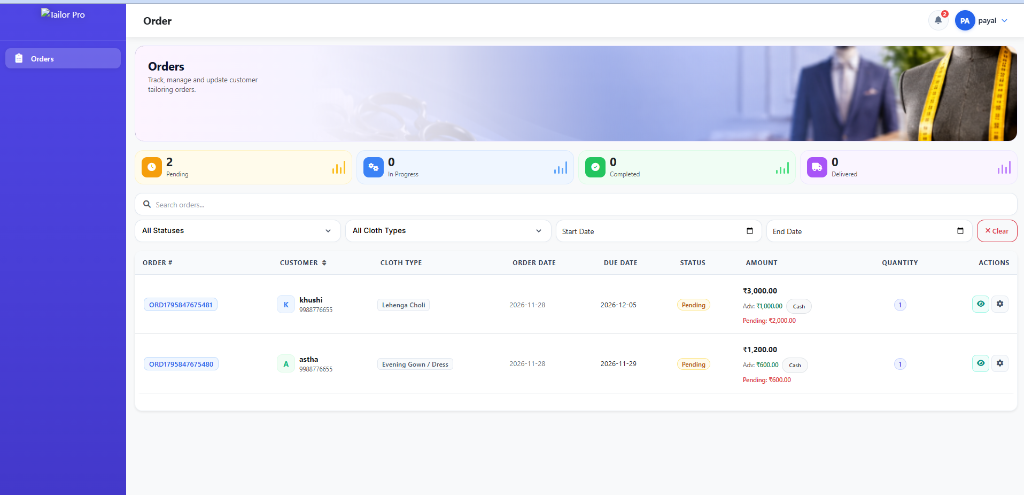 Tailor Pro
Order
2
PA
payal
Orders
Orders
Track, manage and update customer
tailoring orders.
2
Pending
0
In Progress
0
Completed
0
Delivered
Search orders...
All Statuses
All Cloth Types
Start Date
End Date
× Clear
ORDER #
CUSTOMER
CLOTH TYPE
ORDER DATE
DUE DATE
STATUS
AMOUNT
QUANTITY
ACTIONS
ORD1795847675481
K
khushi
9988776655
Lehenga Choli
2026-11-28
2026-12-05
Pending
₹3,000.00
Adv: ₹1,000.00 Cash
Pending: ₹2,000.00
1
ORD1795847675480
A
astha
9988776655
Evening Gown / Dress
2026-11-28
2026-11-29
Pending
₹1,200.00
Adv: ₹600.00 Cash
Pending: ₹600.00
1